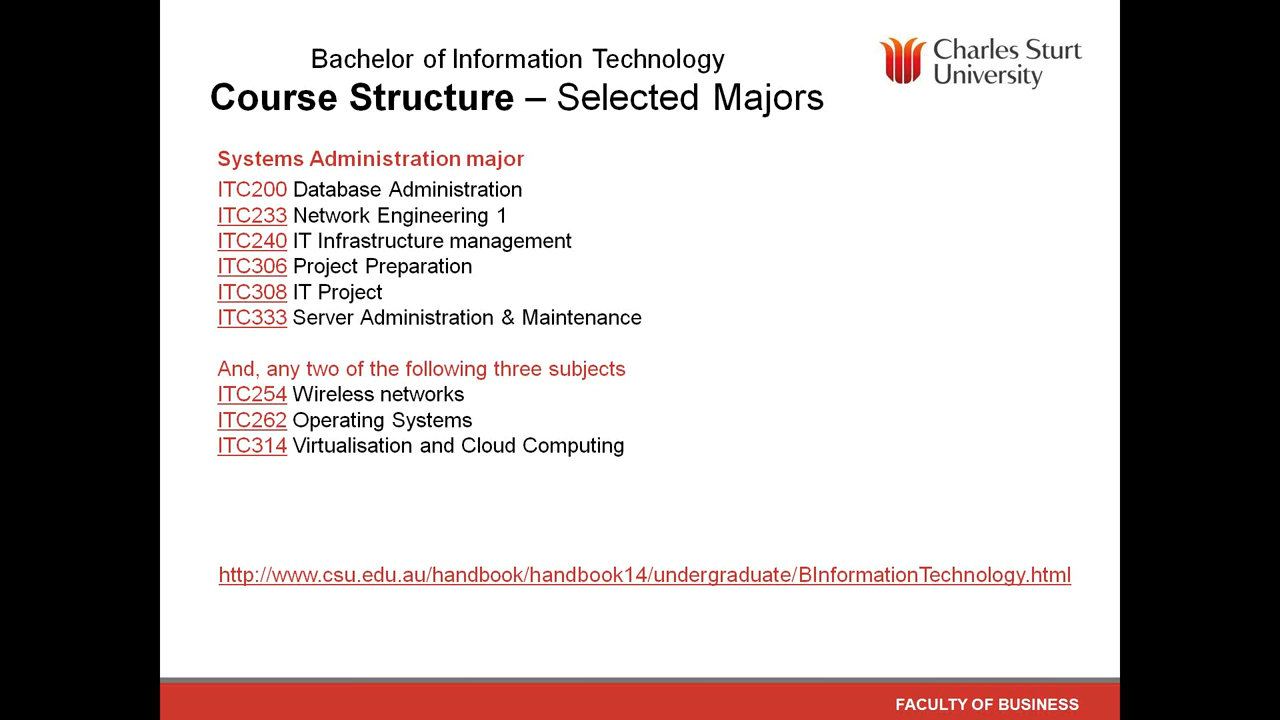 Bachelor of Information Technology
Course Structure – Selected Majors
Charles Sturt
University
Systems Administration major
ITC200 Database Administration
ITC233 Network Engineering 1
ITC240 IT Infrastructure management
ITC306 Project Preparation
ITC308 IT Project
ITC333 Server Administration & Maintenance
And, any two of the following three subjects
ITC254 Wireless networks
ITC262 Operating Systems
ITC314 Virtualisation and Cloud Computing
http://www.csu.edu.au/handbook/handbook14/undergraduate/BInformationTechnology.html
FACULTY OF BUSINESS